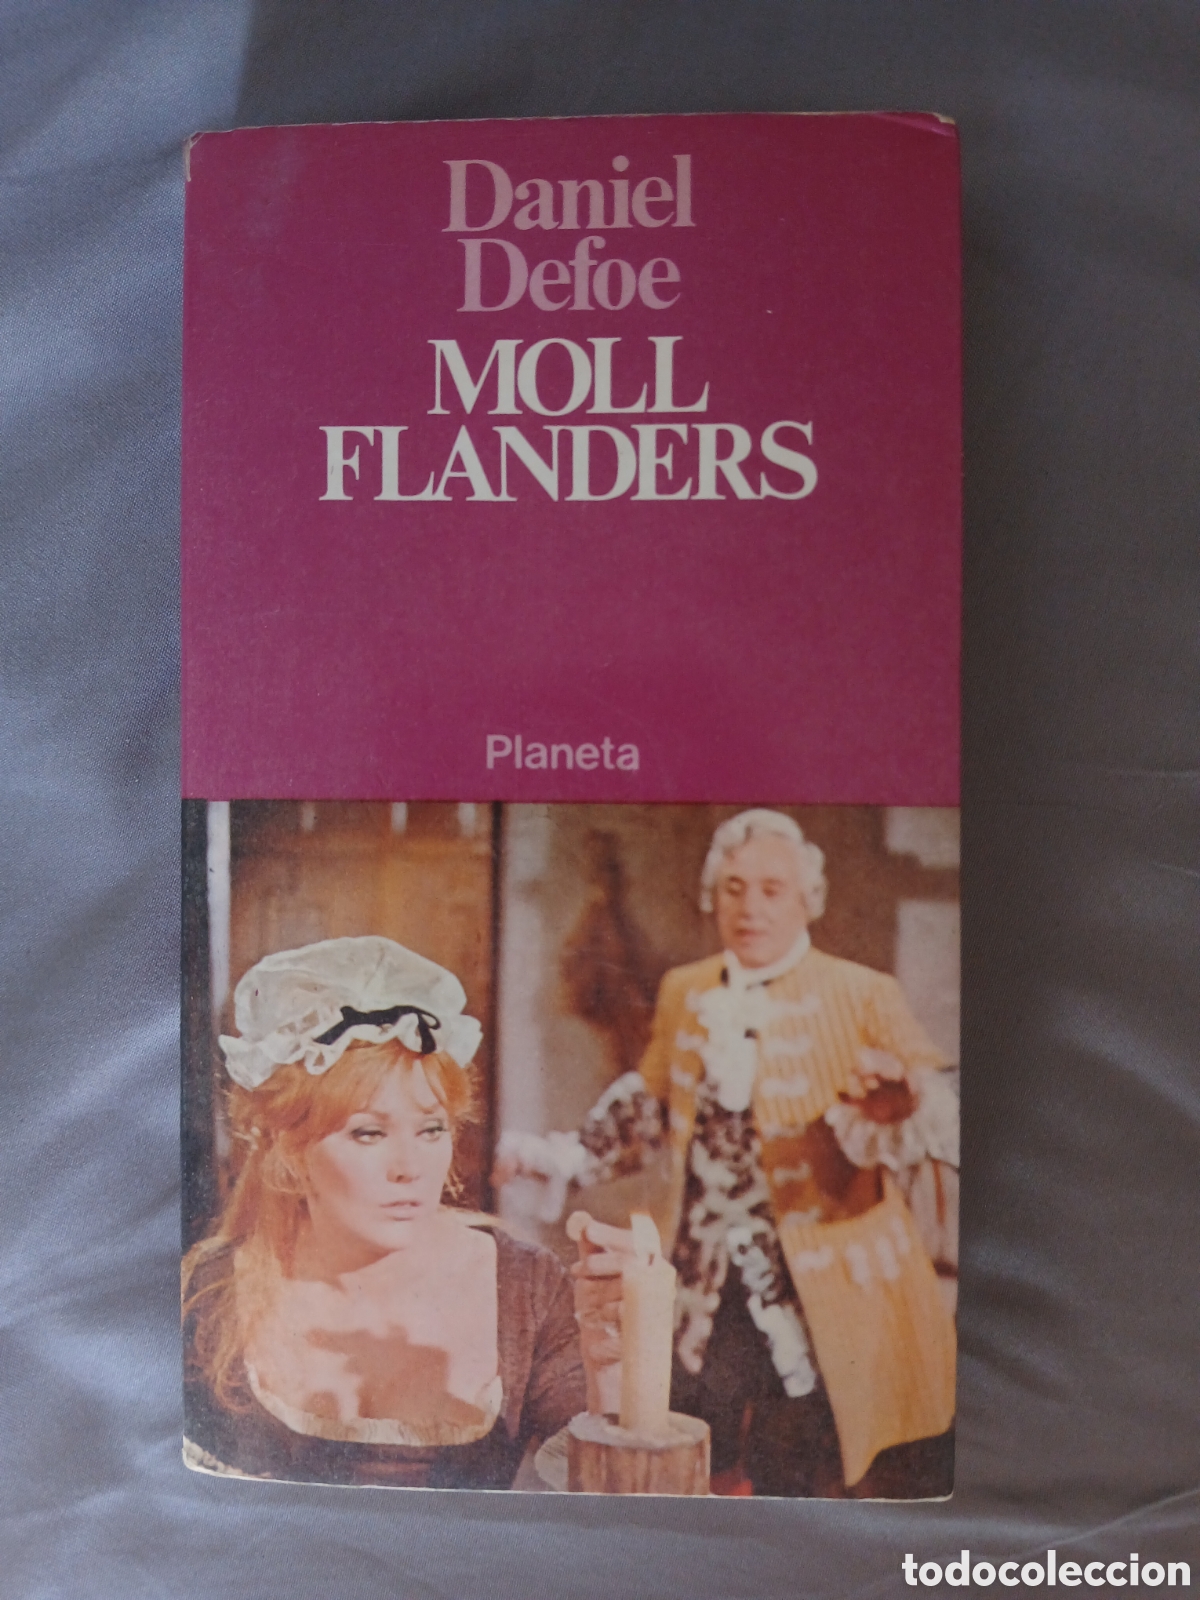 Daniel
Defoe
MOLL
FLANDERS
Planeta
todocoleccion